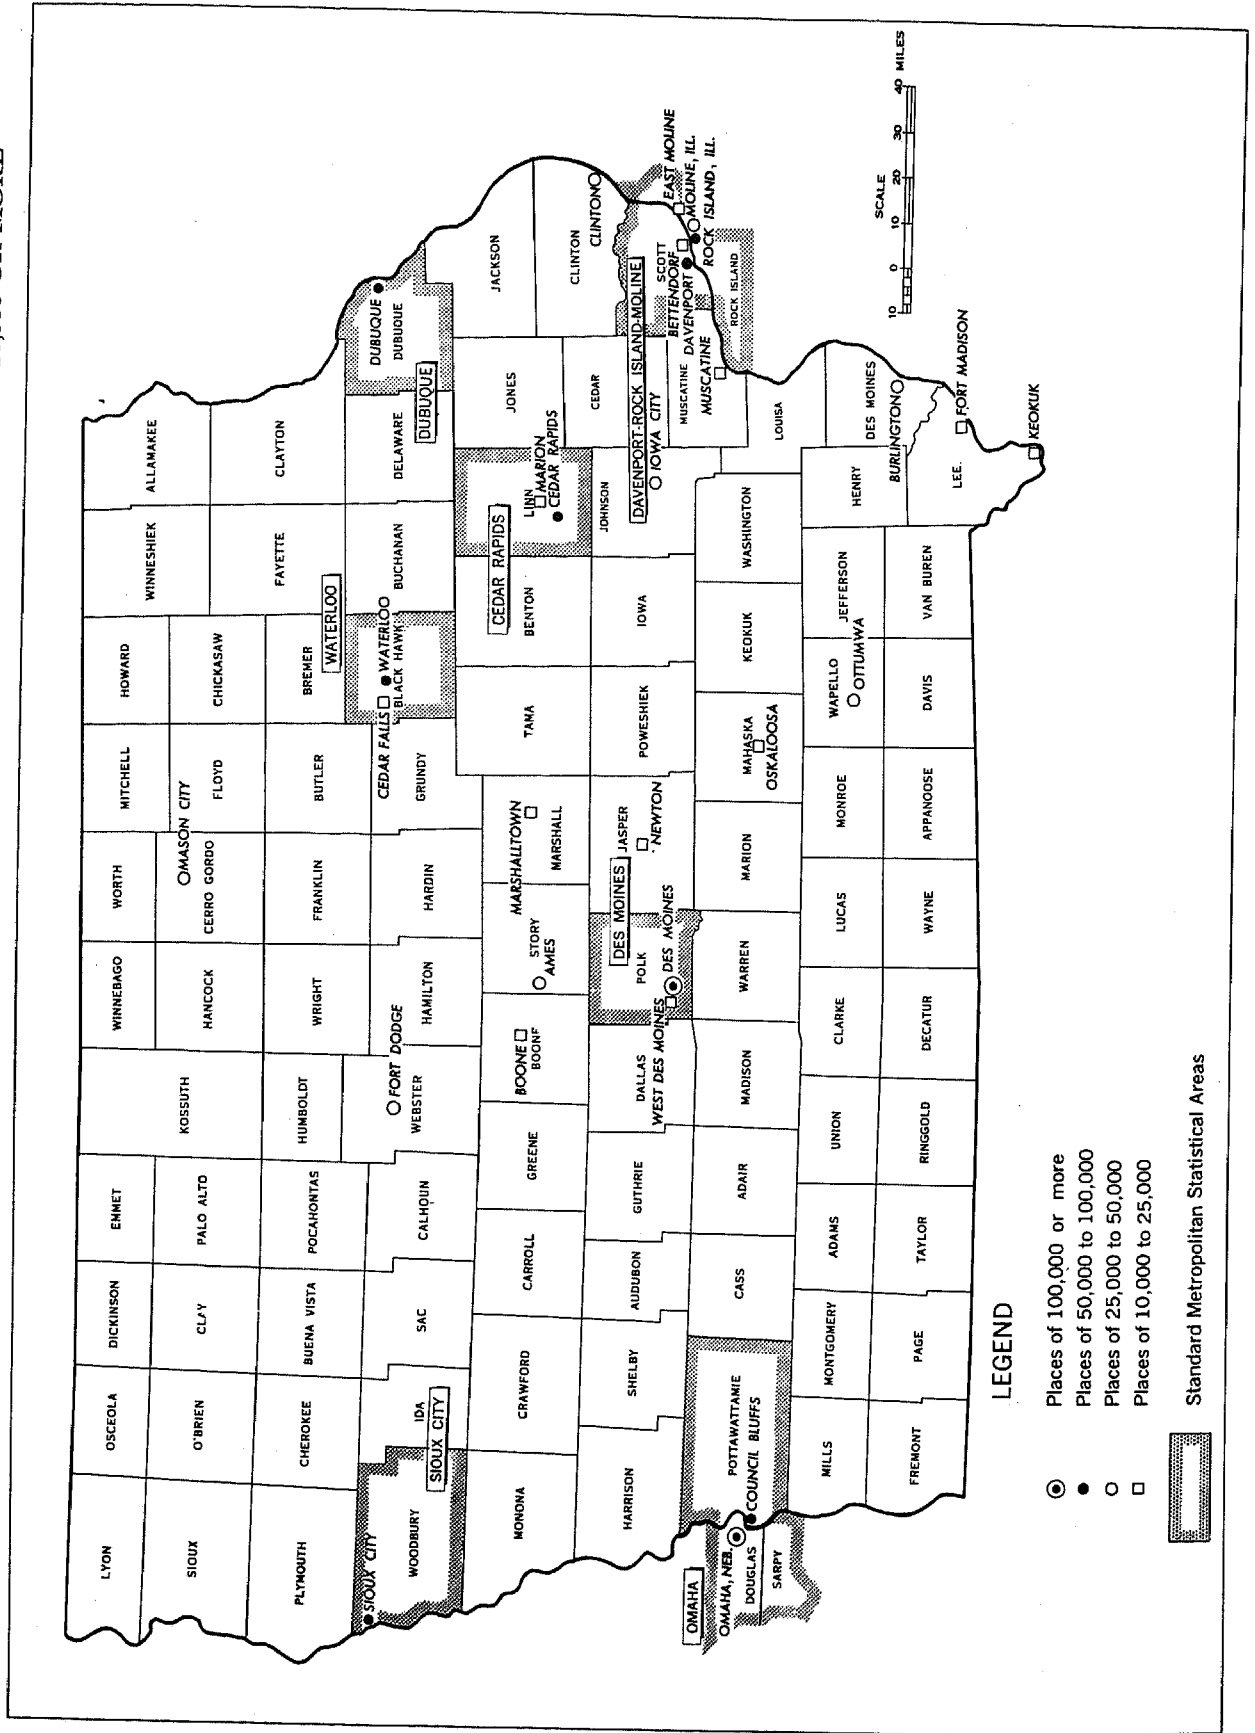 LYON
OSCEOLA
DICKINSON
EMMET
KOSSUTH
WINNEBAGO
WORTH
MITCHELL
HOWARD
WINNESHIEK
ALLAMAKEE
SIOUX
O'BRIEN
CLAY
PALO ALTO
HANCOCK
CERRO GORDO
MASON CITY
FLOYD
CHICKASAW
PLYMOUTH
CHEROKEE
BUENA VISTA
POCAHONTAS
HUMBOLDT
WRIGHT
FRANKLIN
BUTLER
BREMER
FAYETTE
CLAYTON
WATERLOO
SIOUX CITY
WOODBURY
IDA
SIOUX CITY
SAC
CALHOUN
FORT DODGE
WEBSTER
HAMILTON
HARDIN
GRUNDY
CEDAR FALLS
WATERLOO
BLACK HAWK
BUCHANAN
DELAWARE
DUBUQUE
DUBUQUE
DUBUQUE
MONONA
CRAWFORD
CARROLL
GREENE
BOONE
BOONE
STORY
AMES
MARSHALLTOWN
MARSHALL
TAMA
BENTON
CEDAR RAPIDS
LINN
MARION
CEDAR RAPIDS
JONES
JACKSON
HARRISON
SHELBY
AUDUBON
GUTHRIE
DALLAS
WEST DES MOINES
POLK
DES MOINES
DES MOINES
JASPER
NEWTON
POWESHIEK
IOWA
JOHNSON
IOWA CITY
CEDAR
CLINTON
CLINTON
DAVENPORT-ROCK ISLAND-MOLINE
SCOTT
BETTENDORF
DAVENPORT
EAST MOLINE
MOLINE, ILL.
ROCK ISLAND, ILL.
ROCK ISLAND
MUSCATINE
MUSCATINE
OMAHA
OMAHA, NEB.
DOUGLAS
SARPY
POTTAWATTAMIE
COUNCIL BLUFFS
CASS
ADAIR
MADISON
WARREN
MARION
MAHASKA
OSKALOOSA
KEOKUK
WASHINGTON
LOUISA
MILLS
MONTGOMERY
ADAMS
UNION
CLARKE
LUCAS
MONROE
WAPELLO
OTTUMWA
JEFFERSON
HENRY
DES MOINES
BURLINGTON
FREMONT
PAGE
TAYLOR
RINGGOLD
DECATUR
WAYNE
APPANOOSE
DAVIS
VAN BUREN
LEE
FORT MADISON
KEOKUK
SCALE
10 0 10 20 30 40 MILES
LEGEND
Places of 100,000 or more
Places of 50,000 to 100,000
Places of 25,000 to 50,000
Places of 10,000 to 25,000
Standard Metropolitan Statistical Areas